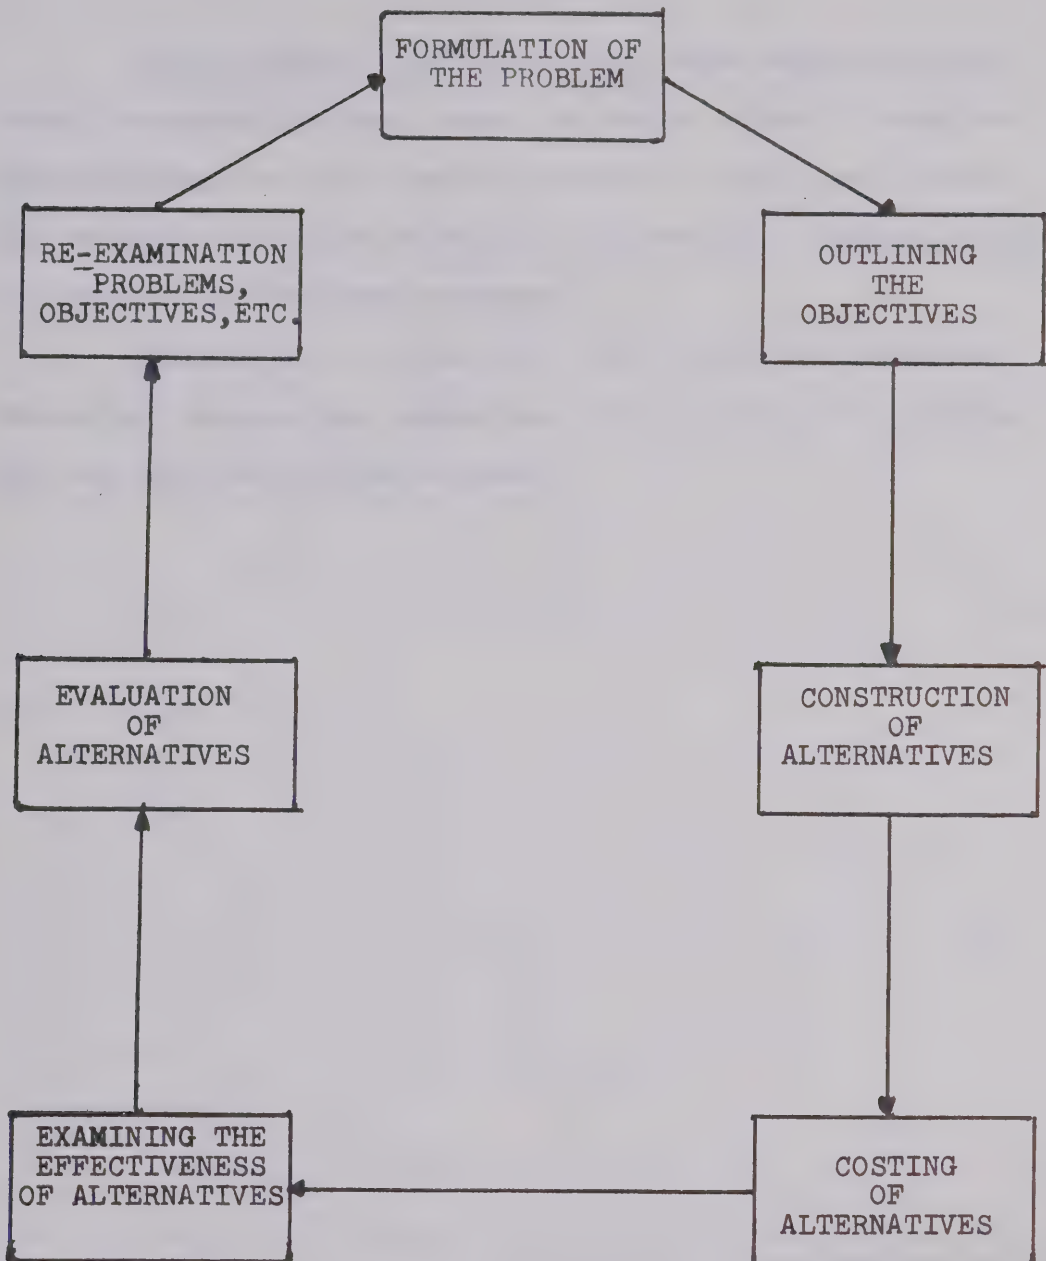 FORMULATION OF
THE PROBLEM
OUTLINING
THE
OBJECTIVES
CONSTRUCTION
OF
ALTERNATIVES
COSTING
OF
ALTERNATIVES
EXAMINING THE
EFFECTIVENESS
OF ALTERNATIVES
EVALUATION
OF
ALTERNATIVES
RE-EXAMINATION
PROBLEMS,
OBJECTIVES,ETC.